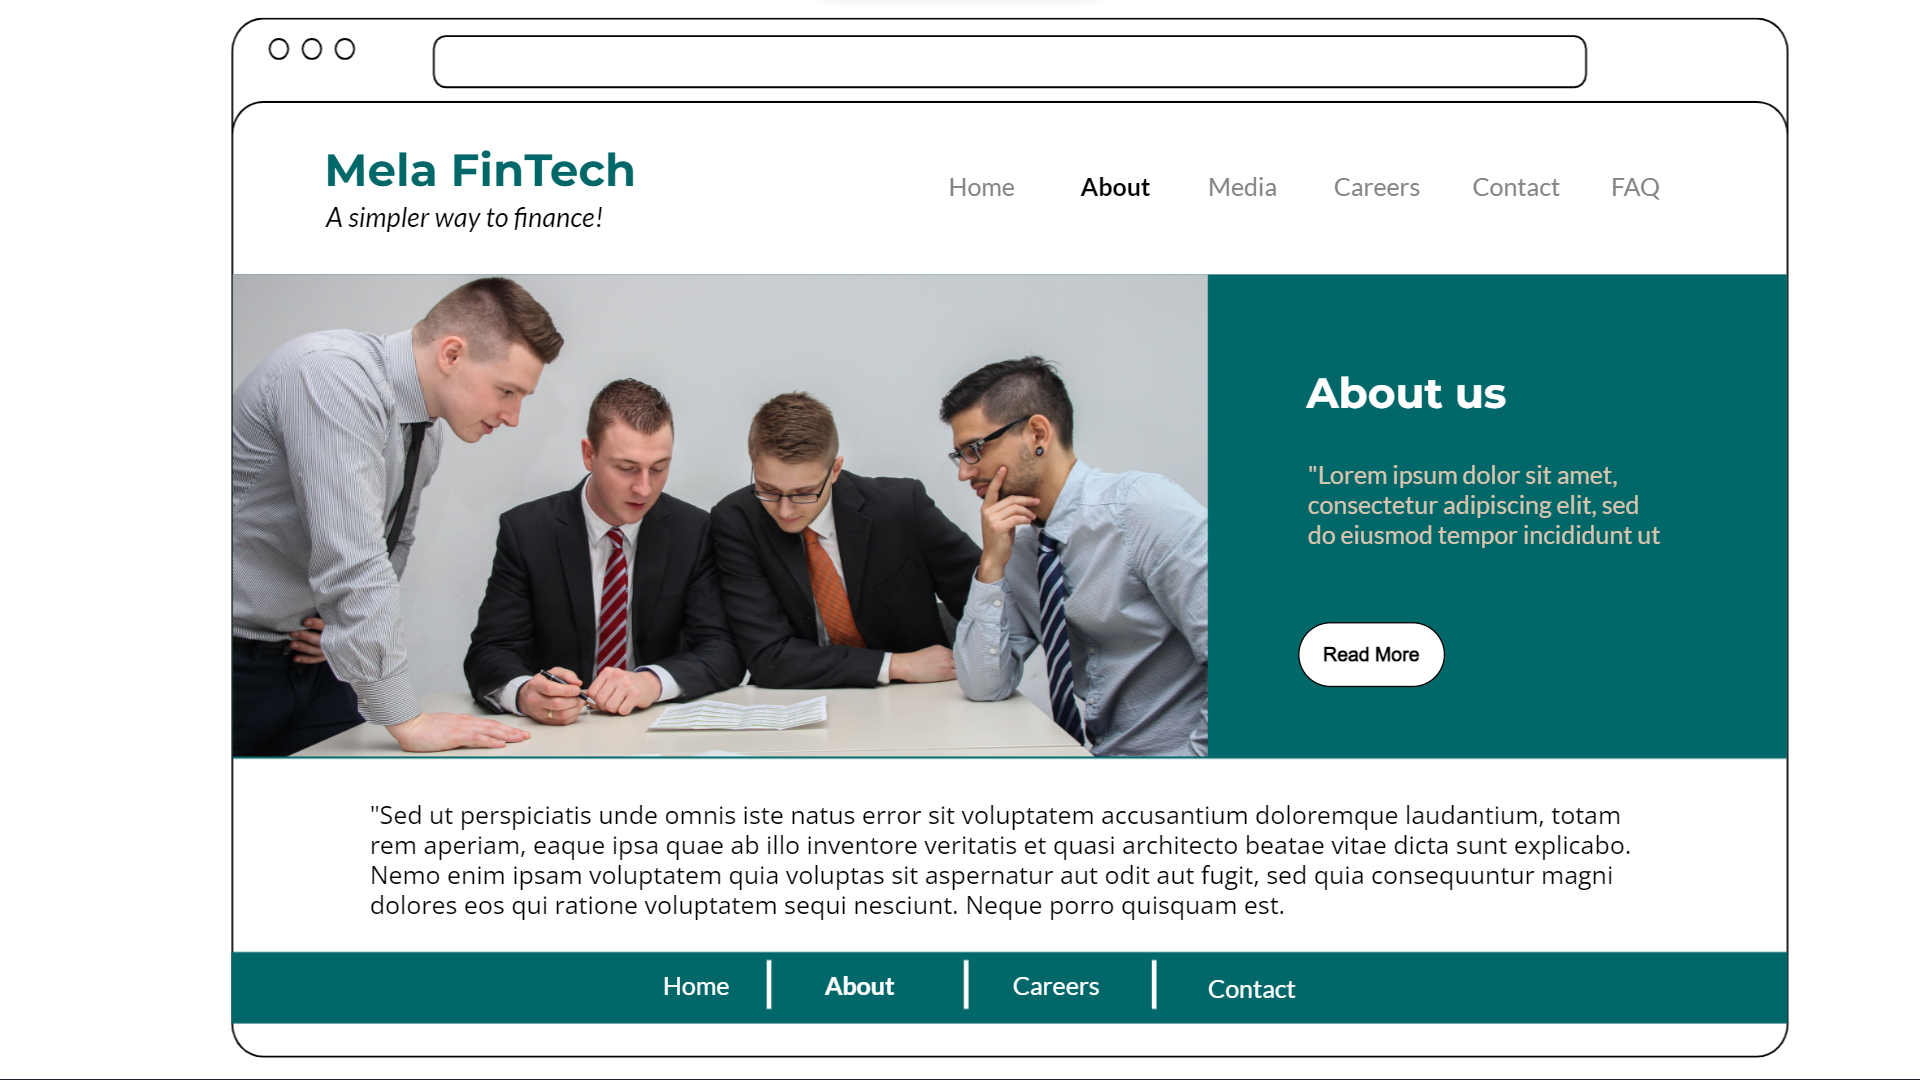 Mela FinTech
A simpler way to finance!
Home About Media Careers Contact FAQ
About us
"Lorem ipsum dolor sit amet,
consectetur adipiscing elit, sed
do eiusmod tempor incididunt ut
Read More
"Sed ut perspiciatis unde omnis iste natus error sit voluptatem accusantium doloremque laudantium, totam
rem aperiam, eaque ipsa quae ab illo inventore veritatis et quasi architecto beatae vitae dicta sunt explicabo.
Nemo enim ipsam voluptatem quia voluptas sit aspernatur aut odit aut fugit, sed quia consequuntur magni
dolores eos qui ratione voluptatem sequi nesciunt. Neque porro quisquam est.
Home About Careers Contact